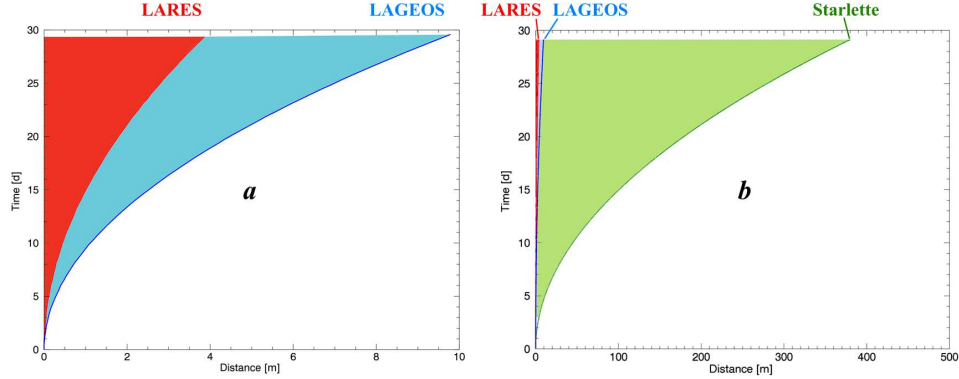 LARES LAGEOS
30
25
20
15
10
5
0
Time [d]
a
0 2 4 6 8 10
Distance [m]
LARES LAGEOS Starlette
30
25
20
15
10
5
0
Time [d]
b
0 100 200 300 400 500
Distance [m]